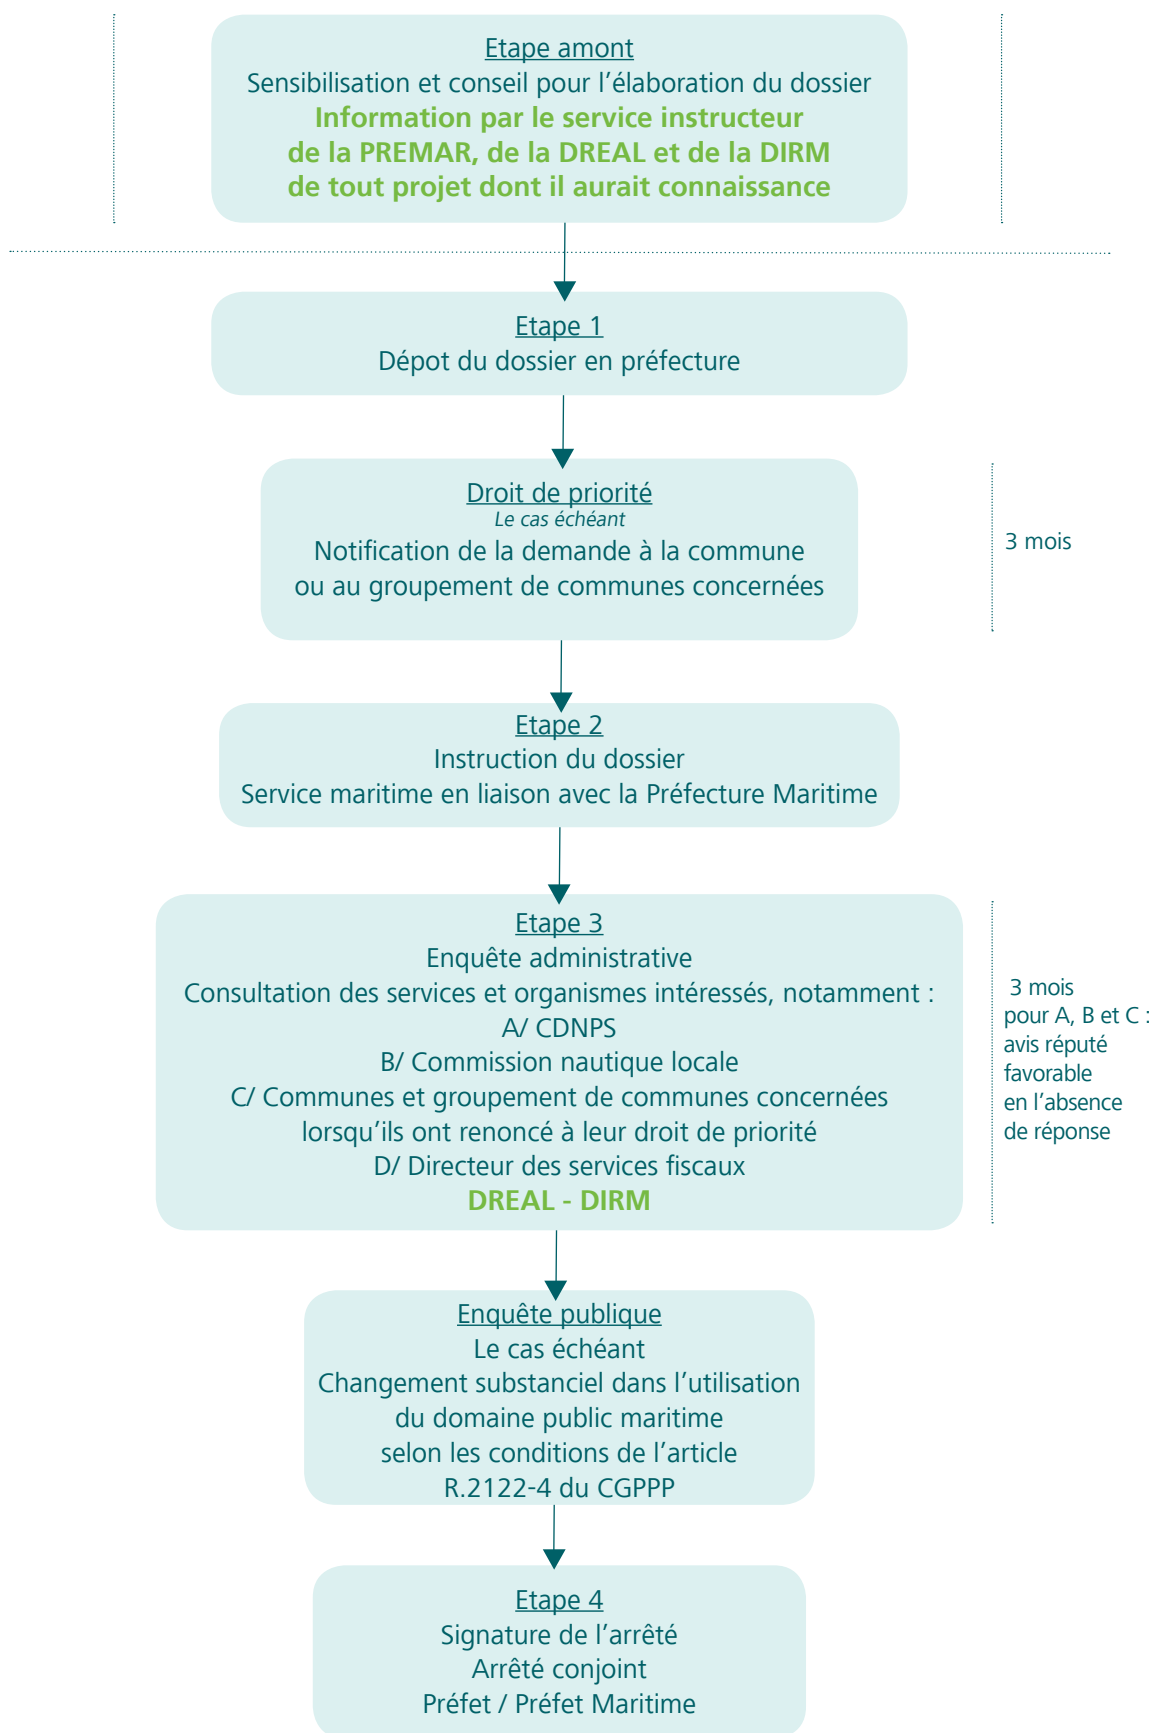 Etape amont
Sensibilisation et conseil pour l'élaboration du dossier
Information par le service instructeur
de la PREMAR, de la DREAL et de la DIRM
de tout projet dont il aurait connaissance
Etape 1
Dépot du dossier en préfecture
Droit de priorité
Le cas échéant
Notification de la demande à la commune
ou au groupement de communes concernées
3 mois
Etape 2
Instruction du dossier
Service maritime en liaison avec la Préfecture Maritime
Etape 3
Enquête administrative
Consultation des services et organismes intéressés, notamment :
A/ CDNPS
B/ Commission nautique locale
C/ Communes et groupement de communes concernées
lorsqu'ils ont renoncé à leur droit de priorité
D/ Directeur des services fiscaux
DREAL - DIRM
3 mois
pour A, B et C :
avis réputé
favorable
en l'absence
de réponse
Enquête publique
Le cas échéant
Changement substanciel dans l'utilisation
du domaine public maritime
selon les conditions de l'article
R.2122-4 du CGPPP
Etape 4
Signature de l'arrêté
Arrêté conjoint
Préfet / Préfet Maritime